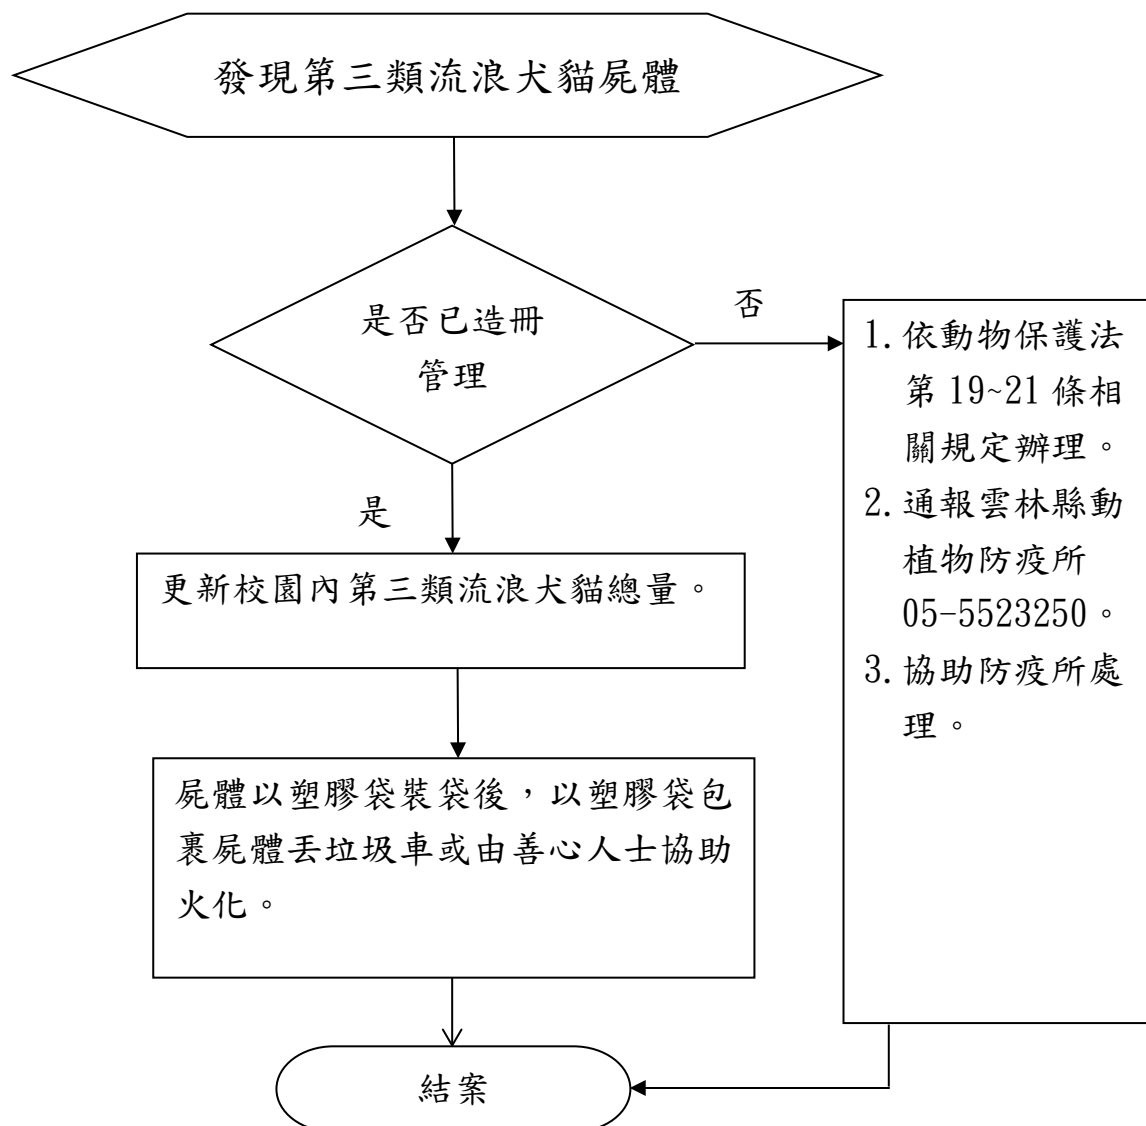 發現第三類流浪犬貓屍體
是否已造冊
管理
否
1. 依動物保護法
第 19~21 條相
關規定辦理。
2. 通報雲林縣動
植物防疫所
05-5523250。
3. 協助防疫所處
理。
是
更新校園內第三類流浪犬貓總量。
屍體以塑膠袋裝袋後，以塑膠袋包
裹屍體丟垃圾車或由善心人士協助
火化。
結案